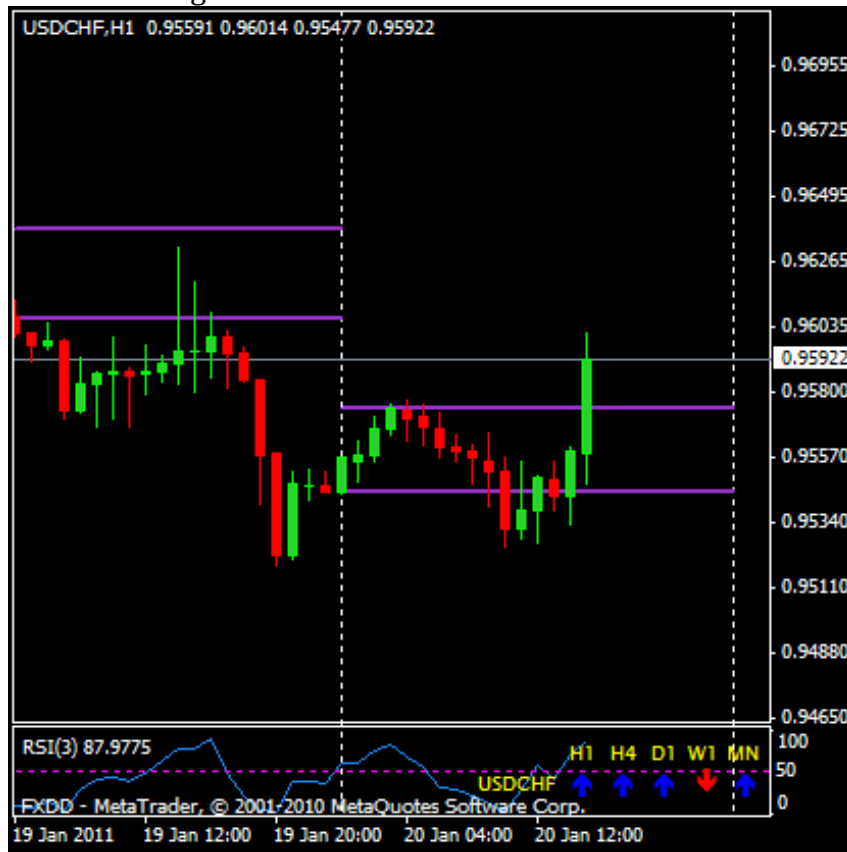 USDCHF,H1 0.95591 0.96014 0.95477 0.95922
0.96955
0.96725
0.96495
0.96265
0.96035
0.95922
0.95800
0.95570
0.95340
0.95110
0.94880
0.94650
RSI(3) 87.9775
100
H1 H4 D1 W1 MN
50
USDCHF
0
FXDD - MetaTrader, © 2001-2010 MetaQuotes Software Corp.
19 Jan 2011 19 Jan 12:00 19 Jan 20:00 20 Jan 04:00 20 Jan 12:00